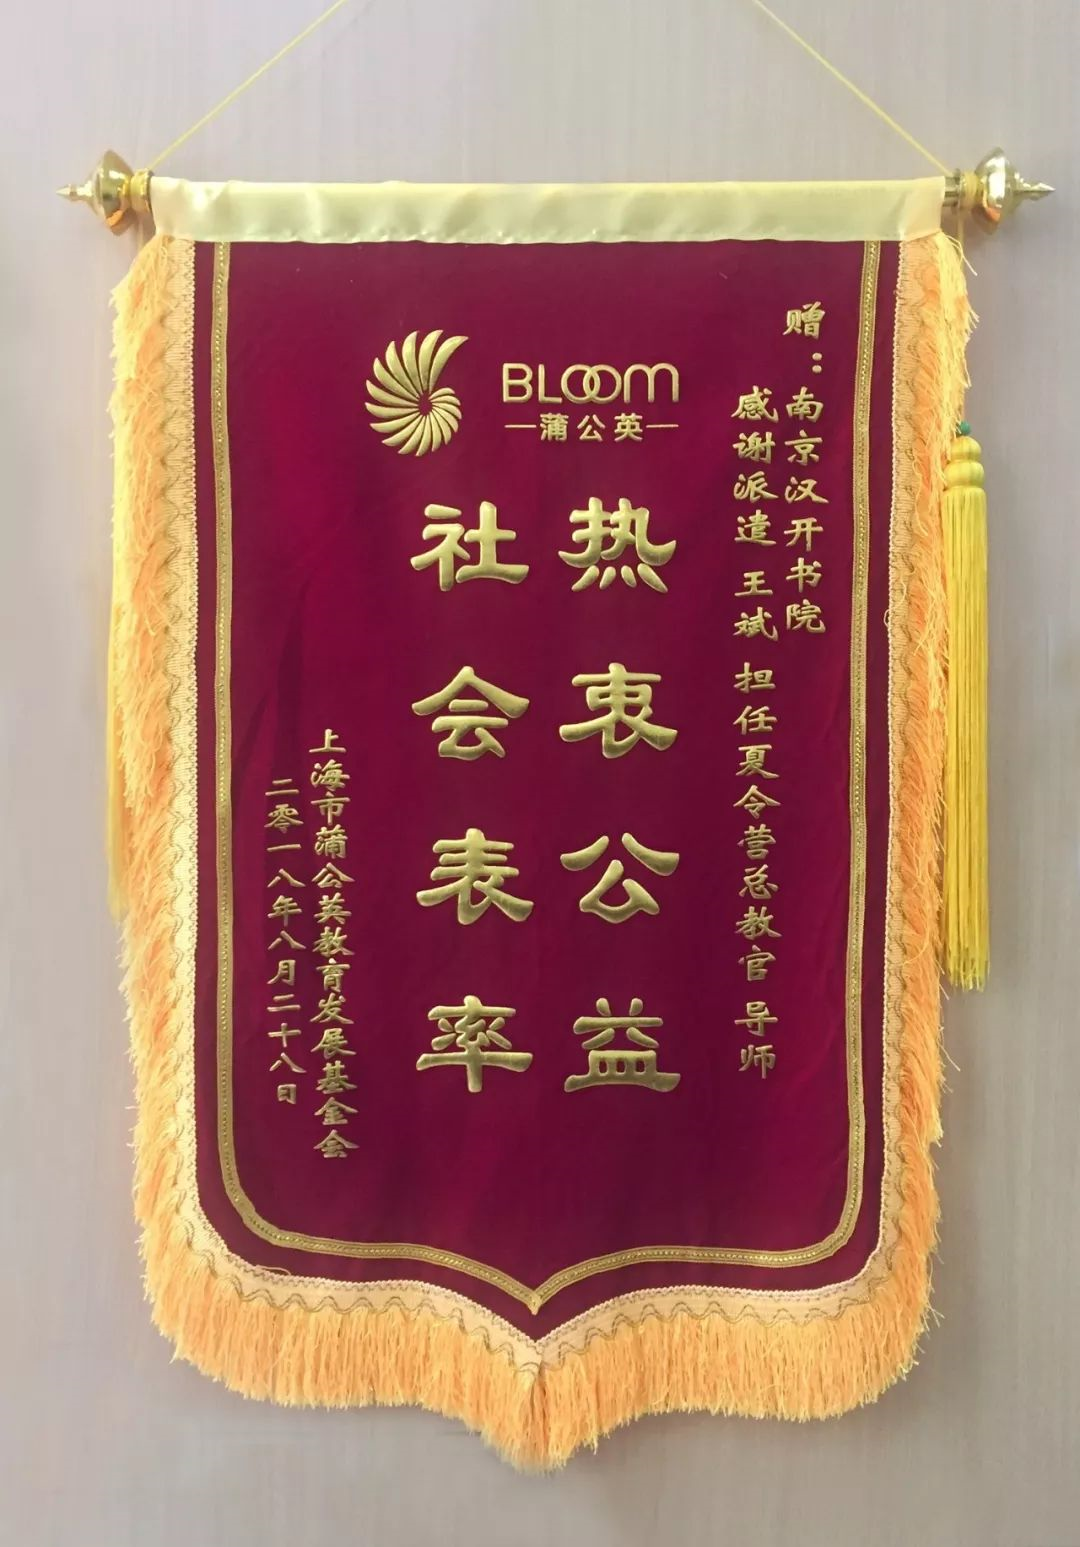 BLOOM
蒲公英
赠：南京汉开书院
感谢派遣 王斌 担任夏令营总教官 导师
热衷公益
社会表率
上海市蒲公英教育发展基金会
二零一八年八月二十八日